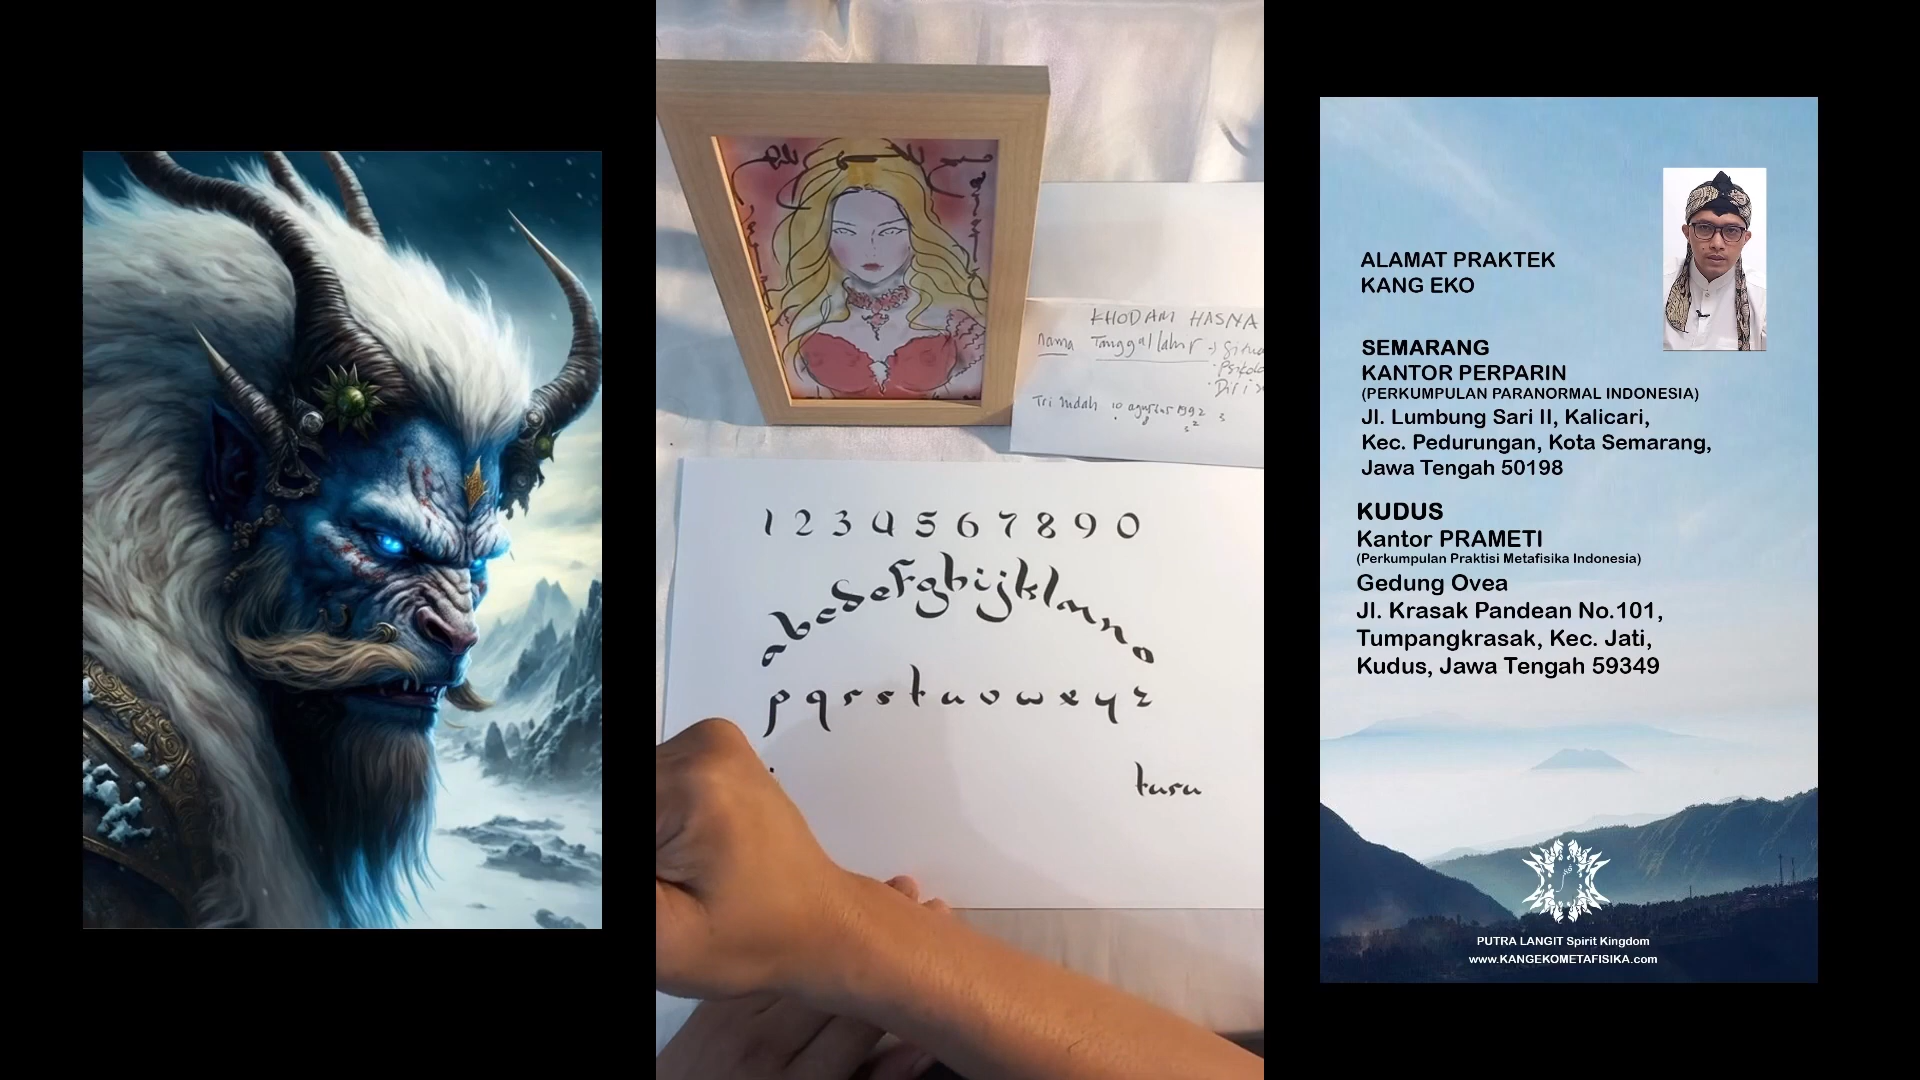 KHODAM HASNA
nama Tanggal lahir
Tri Indah 10 agustus 1992 3
8
1 2 3 4 5 6 7 8 9 0
a b c d e f g h i j k l m n o
p q r s t u v w x y z
turu
ALAMAT PRAKTEK
KANG EKO
SEMARANG
KANTOR PERPARIN
(PERKUMPULAN PARANORMAL INDONESIA)
Jl. Lumbung Sari II, Kalicari,
Kec. Pedurungan, Kota Semarang,
Jawa Tengah 50198
KUDUS
Kantor PRAMETI
(Perkumpulan Praktisi Metafisika Indonesia)
Gedung Ovea
Jl. Krasak Pandean No.101,
Tumpangkrasak, Kec. Jati,
Kudus, Jawa Tengah 59349
PUTRA LANGIT Spirit Kingdom
www.KANGEKOMETAFISIKA.com